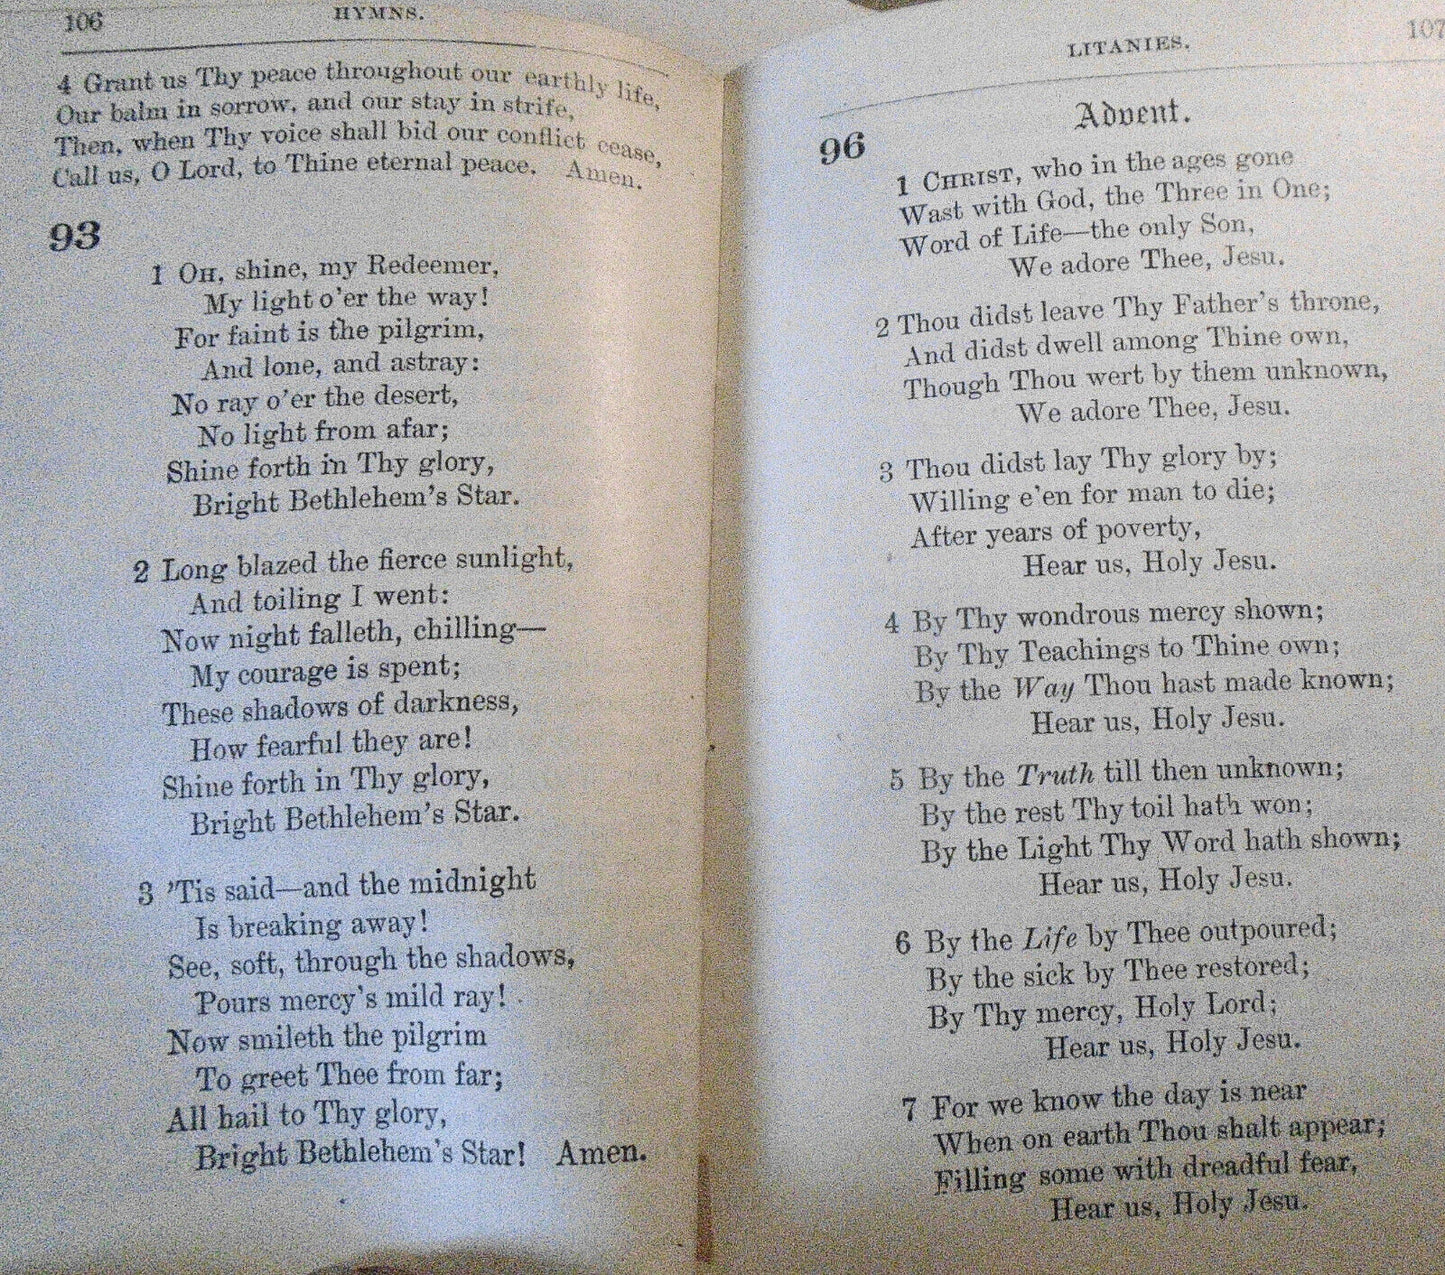 106
HYMNS.
4 Grant us Thy peace throughout our earthly life,
Our balm in sorrow, and our stay in strife,
Then, when Thy voice shall bid our conflict cease,
Call us, O Lord, to Thine eternal peace. Amen.
93
1 OH, shine, my Redeemer,
My light o'er the way!
For faint is the pilgrim,
And lone, and astray:
No ray o'er the desert,
No light from afar;
Shine forth in Thy glory,
Bright Bethlehem's Star.
2 Long blazed the fierce sunlight,
And toiling I went:
Now night falleth, chilling—
My courage is spent;
These shadows of darkness,
How fearful they are!
Shine forth in Thy glory,
Bright Bethlehem's Star.
3 'Tis said—and the midnight
Is breaking away!
See, soft, through the shadows,
Pours mercy's mild ray!
Now smileth the pilgrim
To greet Thee from far;
All hail to Thy glory,
Bright Bethlehem's Star! Amen.
LITANIES.
107
Advent.
96
1 CHRIST, who in the ages gone
Wast with God, the Three in One;
Word of Life—the only Son,
We adore Thee, Jesu.
2 Thou didst leave Thy Father's throne,
And didst dwell among Thine own,
Though Thou wert by them unknown,
We adore Thee, Jesu.
3 Thou didst lay Thy glory by;
Willing e'en for man to die;
After years of poverty,
Hear us, Holy Jesu.
4 By Thy wondrous mercy shown;
By Thy Teachings to Thine own;
By the Way Thou hast made known;
Hear us, Holy Jesu.
5 By the Truth till then unknown;
By the rest Thy toil hath won;
By the Light Thy Word hath shown;
Hear us, Holy Jesu.
6 By the Life by Thee outpoured;
By the sick by Thee restored;
By Thy mercy, Holy Lord;
Hear us, Holy Jesu.
7 For we know the day is near
When on earth Thou shalt appear;
Filling some with dreadful fear,
Hear us, Holy Jesu.